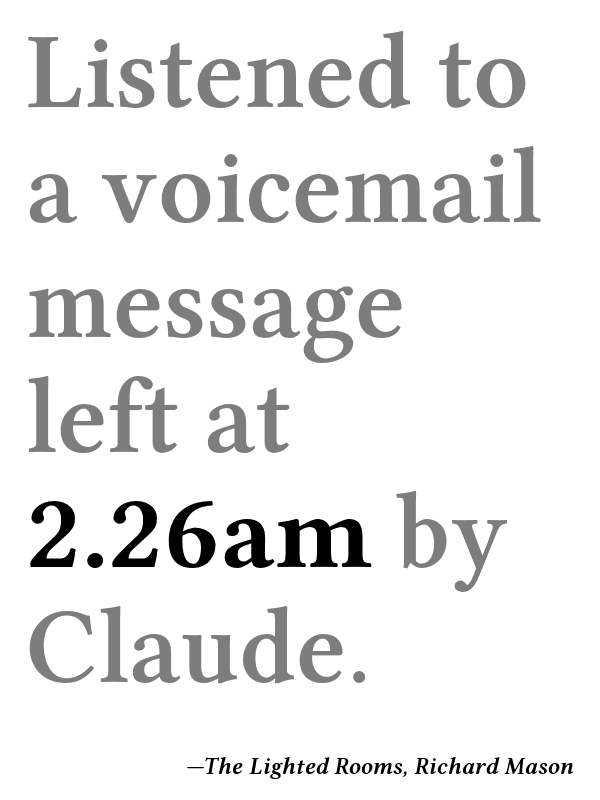 Listened to
a voicemail
message
left at
2.26am by
Claude.
—The Lighted Rooms, Richard Mason